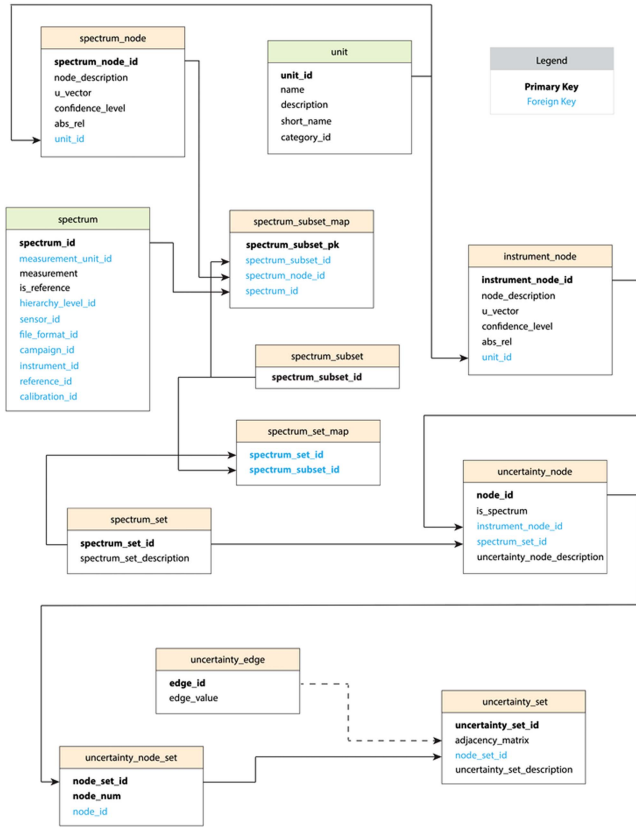 spectrum_node
spectrum_node_id
node_description
u_vector
confidence_level
abs_rel
unit_id
unit
unit_id
name
description
short_name
category_id
Legend
Primary Key
Foreign Key
spectrum
spectrum_id
measurement_unit_id
measurement
is_reference
hierarchy_level_id
sensor_id
file_format_id
campaign_id
instrument_id
reference_id
calibration_id
spectrum_subset_map
spectrum_subset_pk
spectrum_subset_id
spectrum_node_id
spectrum_id
instrument_node
instrument_node_id
node_description
u_vector
confidence_level
abs_rel
unit_id
spectrum_subset
spectrum_subset_id
spectrum_set_map
spectrum_set_id
spectrum_subset_id
uncertainty_node
node_id
is_spectrum
instrument_node_id
spectrum_set_id
uncertainty_node_description
spectrum_set
spectrum_set_id
spectrum_set_description
uncertainty_edge
edge_id
edge_value
uncertainty_set
uncertainty_set_id
adjacency_matrix
node_set_id
uncertainty_set_description
uncertainty_node_set
node_set_id
node_num
node_id